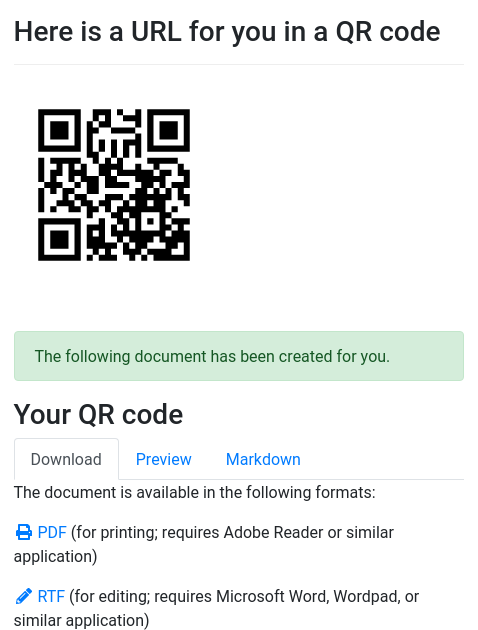 Here is a URL for you in a QR code
The following document has been created for you.
Your QR code
Download Preview Markdown
The document is available in the following formats:
PDF (for printing; requires Adobe Reader or similar
application)
RTF (for editing; requires Microsoft Word, Wordpad, or
similar application)